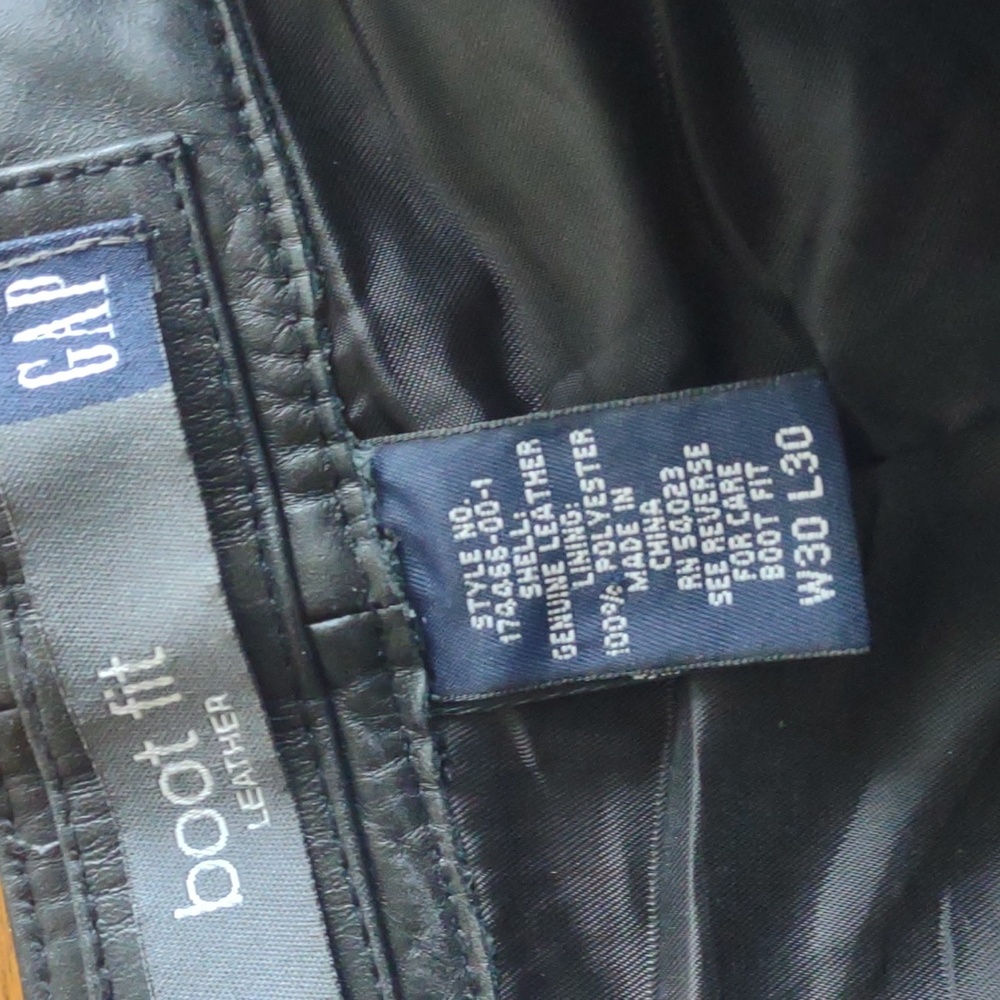 GAP
boot fit
LEATHER
STYLE NO.
174466-00-1
SHELL:
GENUINE LEATHER
LINING:
100% POLYESTER
MADE IN
CHINA
RN 54023
SEE REVERSE
FOR CARE
BOOT FIT
W30 L30